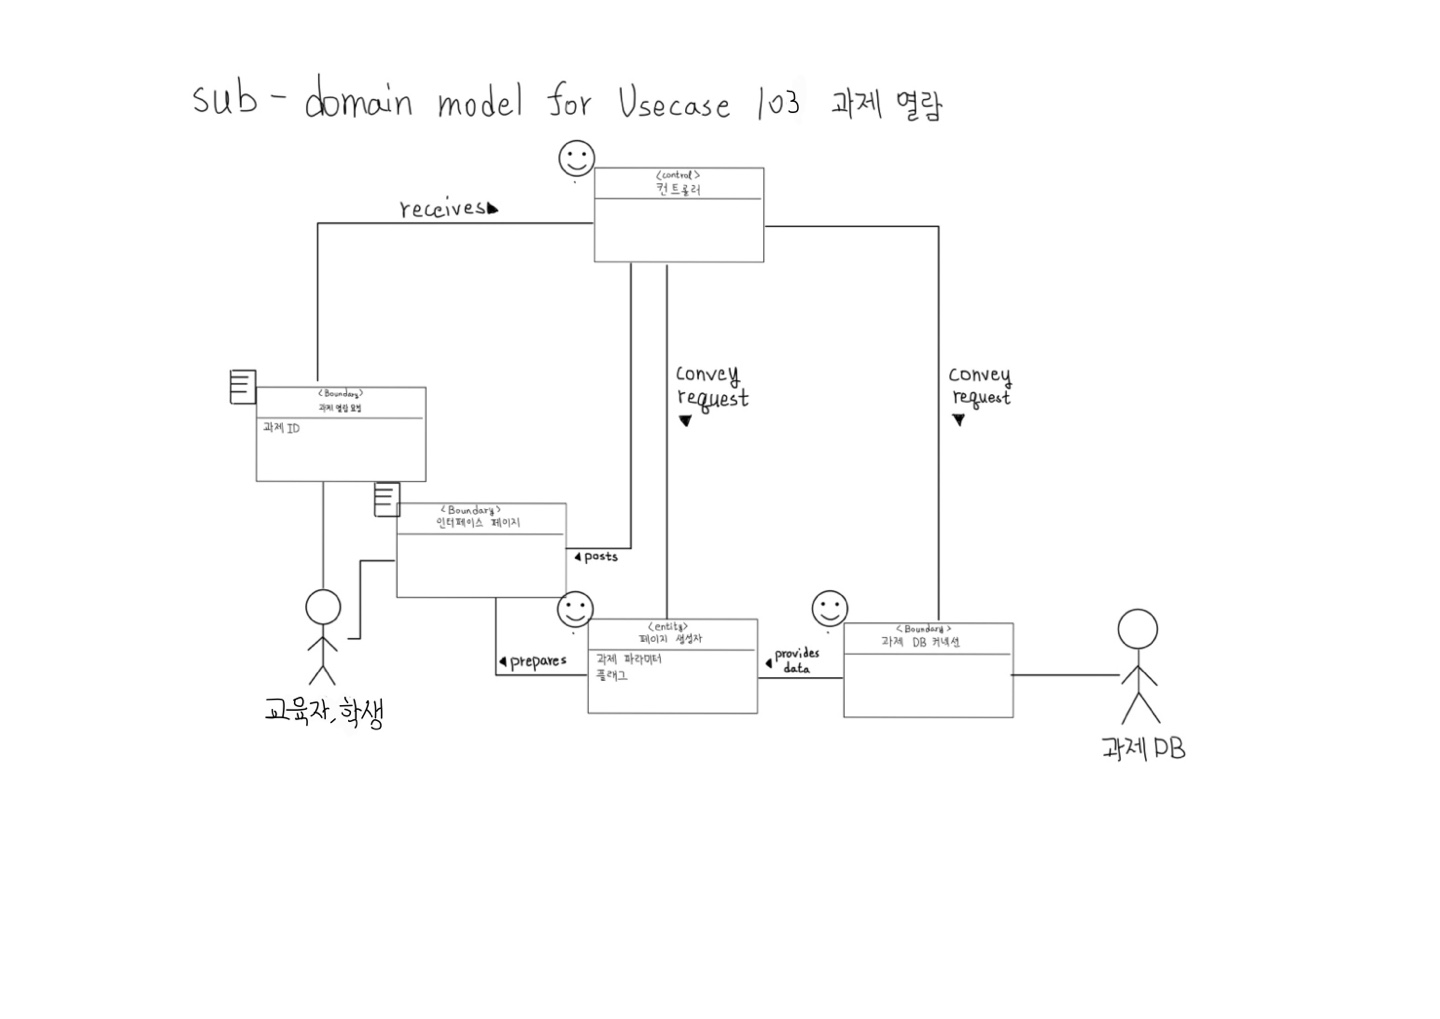 sub - domain model for Usecase 103 과제 열람
<control>
컨트롤러
receives▶
convey
request
▼
convey
request
▼
<Boundary>
과제 열람 요청
과제 ID
<Boundary>
인터페이스 페이지
◀posts
<entity>
페이지 생성자
과제 파라미터
플래그
◀prepares
<Boundary>
과제 DB 커넥션
◀provides
data
교육자, 학생
과제 DB